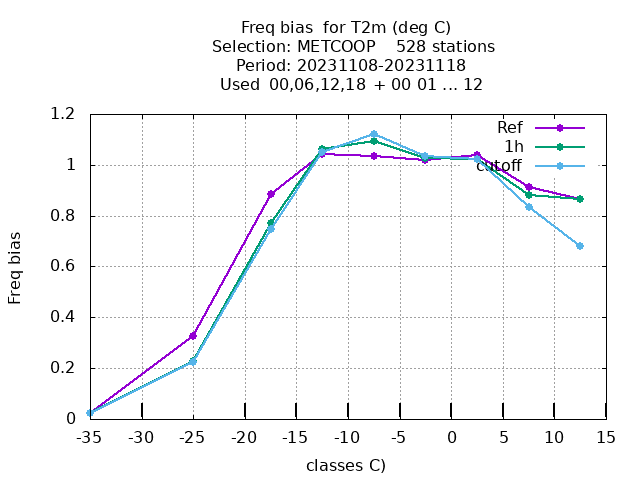 Freq bias  for T2m (deg C)
Selection: METCOOP    528 stations
Period: 20231108-20231118
Used  00,06,12,18  + 00 01 ... 12
Ref
1h
cutoff
Freq bias
1.2
1
0.8
0.6
0.4
0.2
0
-35 -30 -25 -20 -15 -10 -5 0 5 10 15
classes C)